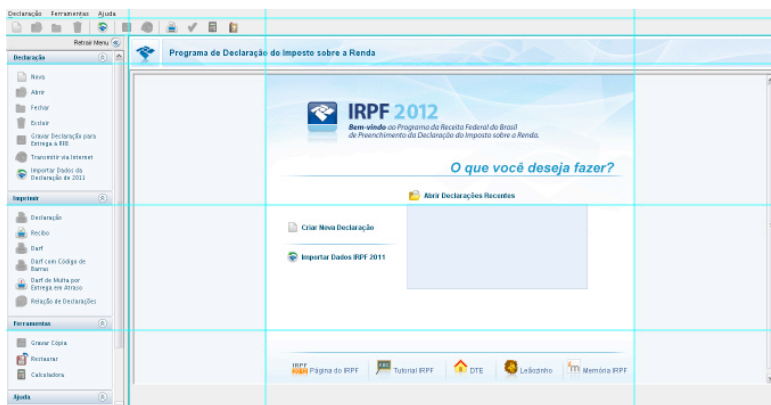 Declaração Ferramentas Ajuda
Retrair Menu
Programa de Declaração do Imposto sobre a Renda
Declaração
Nova
Abrir
Fechar
Excluir
Gravar Declaração para
Entrega à RFB
Transmitir via Internet
Importar Dados da
Declaração de 2011
Imprimir
Declaração
Recibo
Darf
Darf com Código de
Barras
Darf de Multa por
Entrega em Atraso
Relação de Declarações
Ferramentas
Gravar Cópia
Restaurar
Calculadora
Ajuda
IRPF 2012
Bem-vindo ao Programa da Receita Federal do Brasil
de Preenchimento da Declaração do Imposto sobre a Renda.
O que você deseja fazer?
Abrir Declarações Recentes
Criar Nova Declaração
Importar Dados IRPF 2011
IRPF Página do IRPF
Tutorial IRPF
DTE
Leãozinho
m Memória IRPF